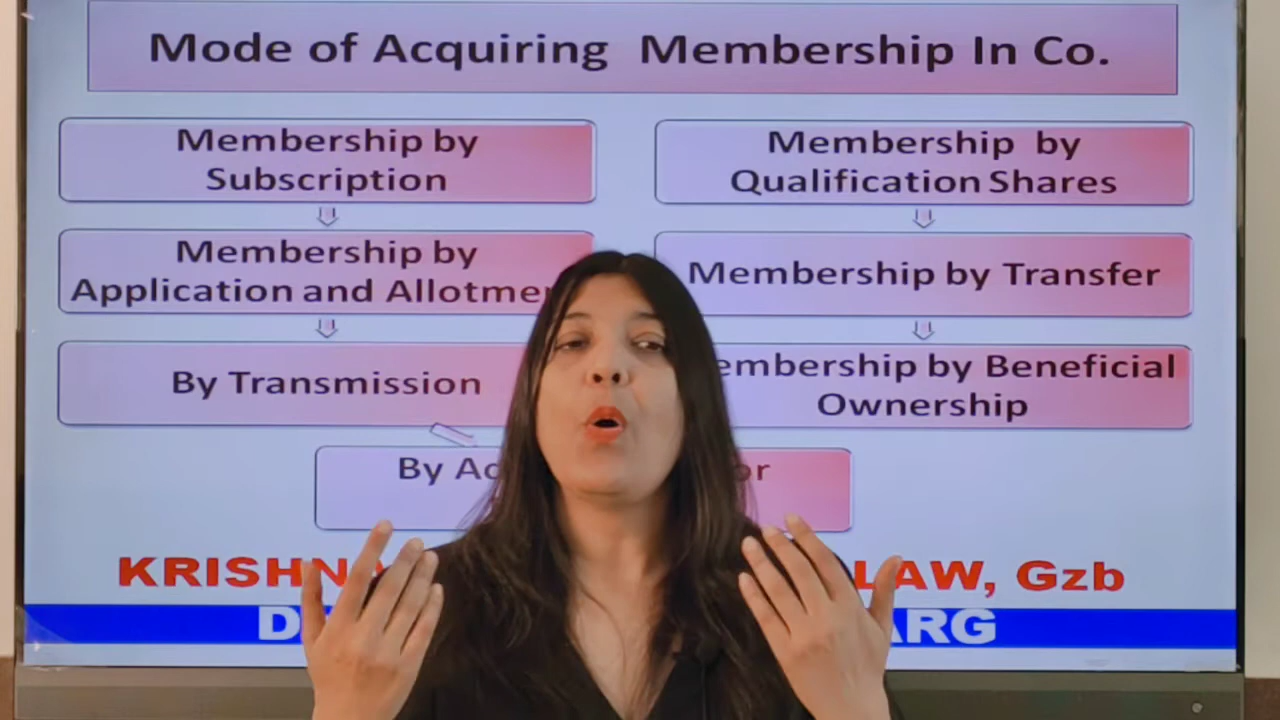 Mode of Acquiring Membership In Co.
Membership by
Subscription
Membership by
Application and Allotme
By Transmission
Membership by
Qualification Shares
Membership by Transfer
embership by Beneficial
Ownership
By Ac or
KRISHN LAW, Gzb
D ARG